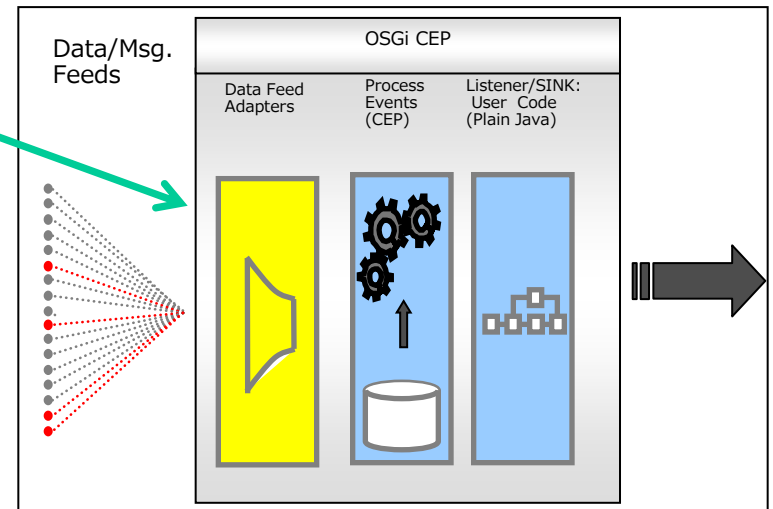 Data/Msg.
Feeds
OSGi CEP
Data Feed
Adapters
Process
Events
(CEP)
Listener/SINK:
User Code
(Plain Java)